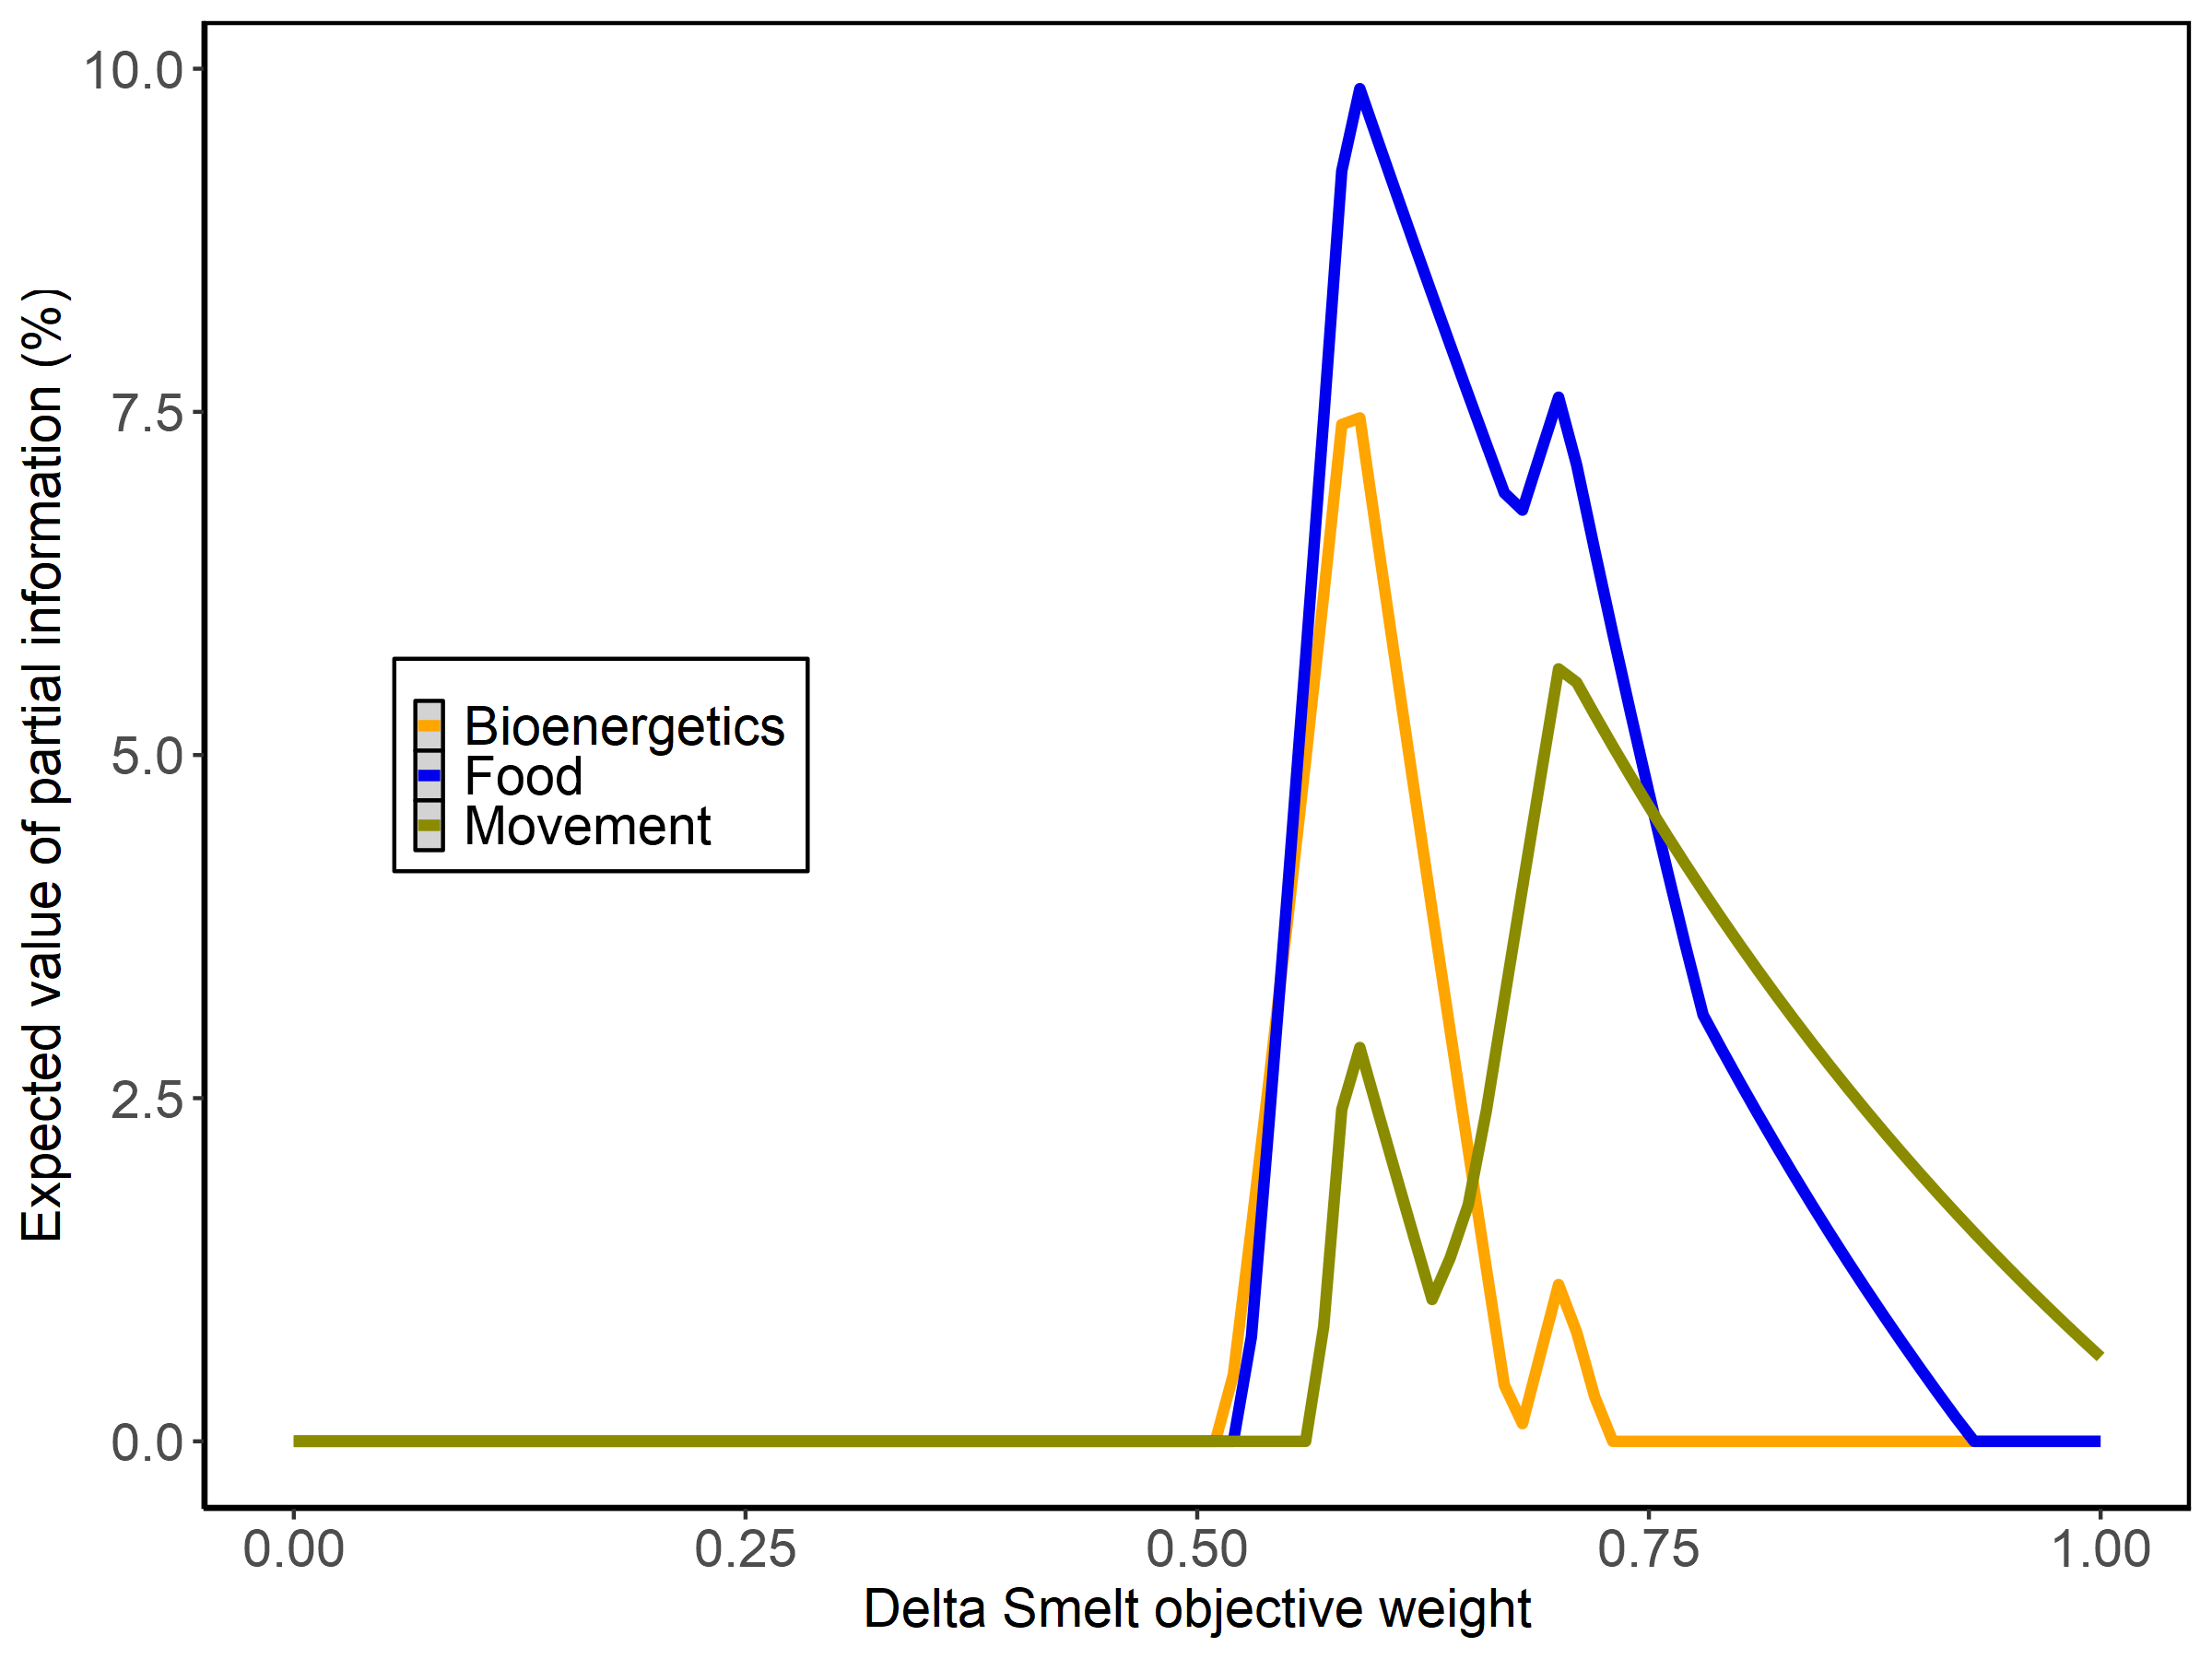 Expected value of partial information (%)
10.0
7.5
5.0
2.5
0.0
Bioenergetics
Food
Movement
0.00 0.25 0.50 0.75 1.00
Delta Smelt objective weight